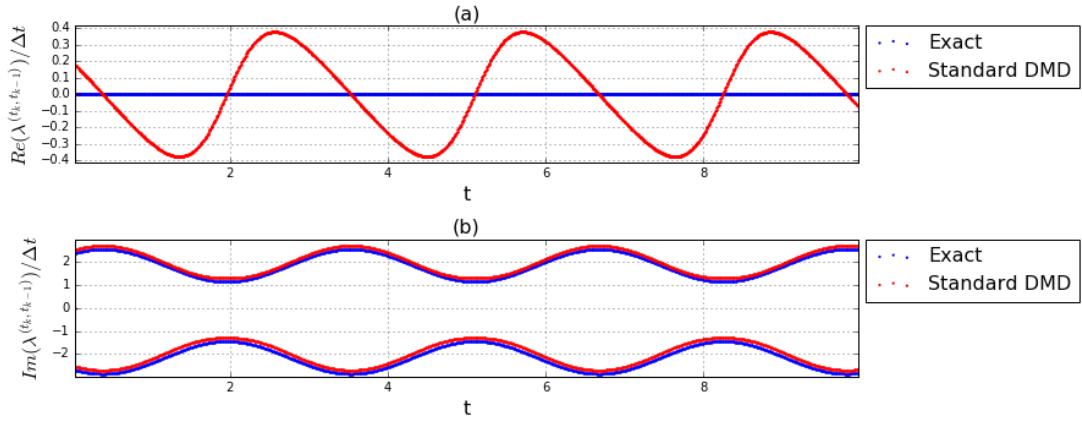 (a)
Re(λ^(t_k, t_{k-1}))/Δt
0.4
0.3
0.2
0.1
0.0
−0.1
−0.2
−0.3
−0.4
2
4
6
8
t
Exact
Standard DMD
(b)
Im(λ^(t_k, t_{k-1}))/Δt
2
1
0
−1
−2
2
4
6
8
t
Exact
Standard DMD